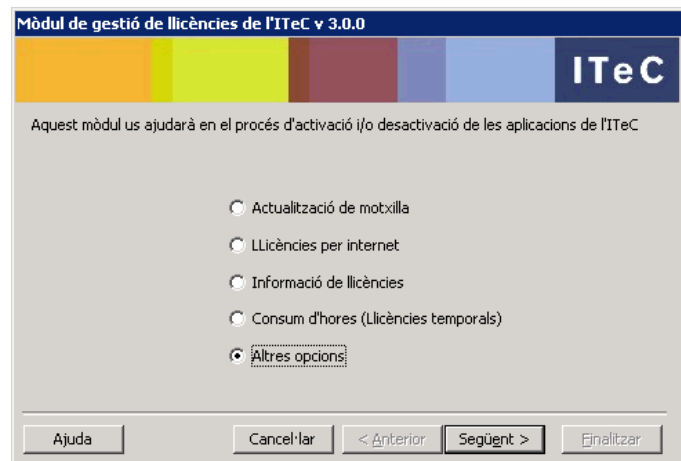 Mòdul de gestió de llicències de l'ITeC v 3.0.0
ITeC
Aquest mòdul us ajudarà en el procés d'activació i/o desactivació de les aplicacions de l'ITeC
Actualització de motxilla
LLicències per internet
Informació de llicències
Consum d'hores (Llicències temporals)
Altres opcions
Ajuda
Cancel·lar
< Anterior
Següent >
Finalitzar